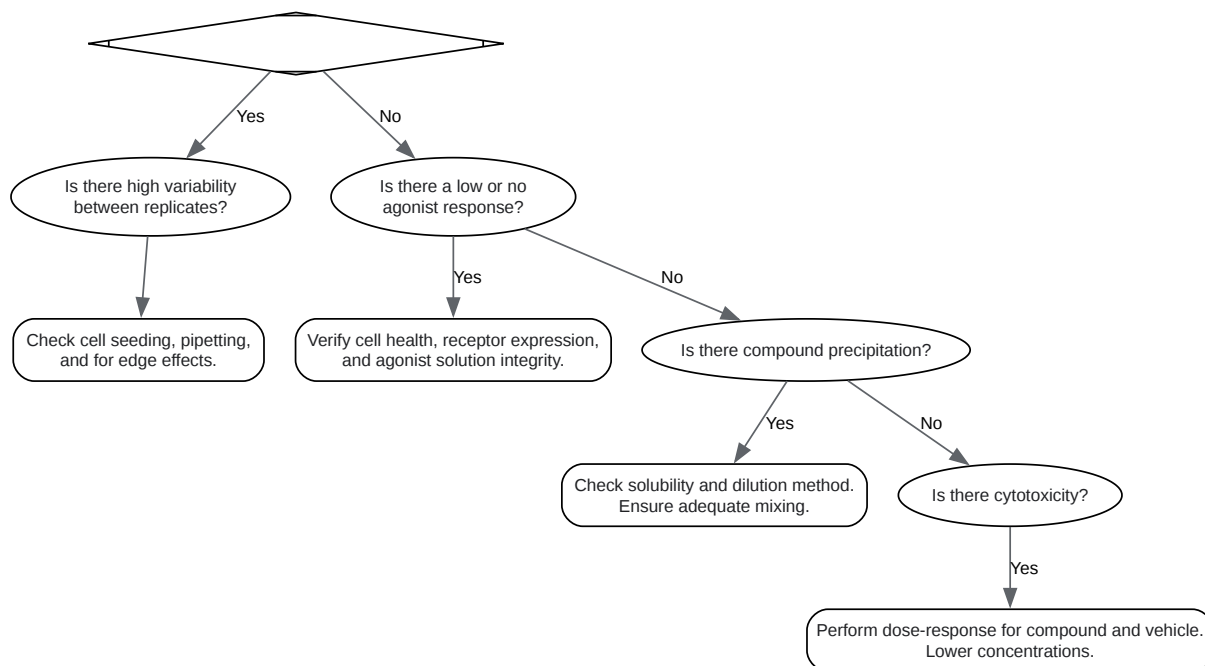 Yes
No
Is there high variability
between replicates?
Is there a low or no
agonist response?
Yes
No
Check cell seeding, pipetting,
and for edge effects.
Verify cell health, receptor expression,
and agonist solution integrity.
Is there compound precipitation?
Yes
No
Check solubility and dilution method.
Ensure adequate mixing.
Is there cytotoxicity?
Yes
Perform dose-response for compound and vehicle.
Lower concentrations.